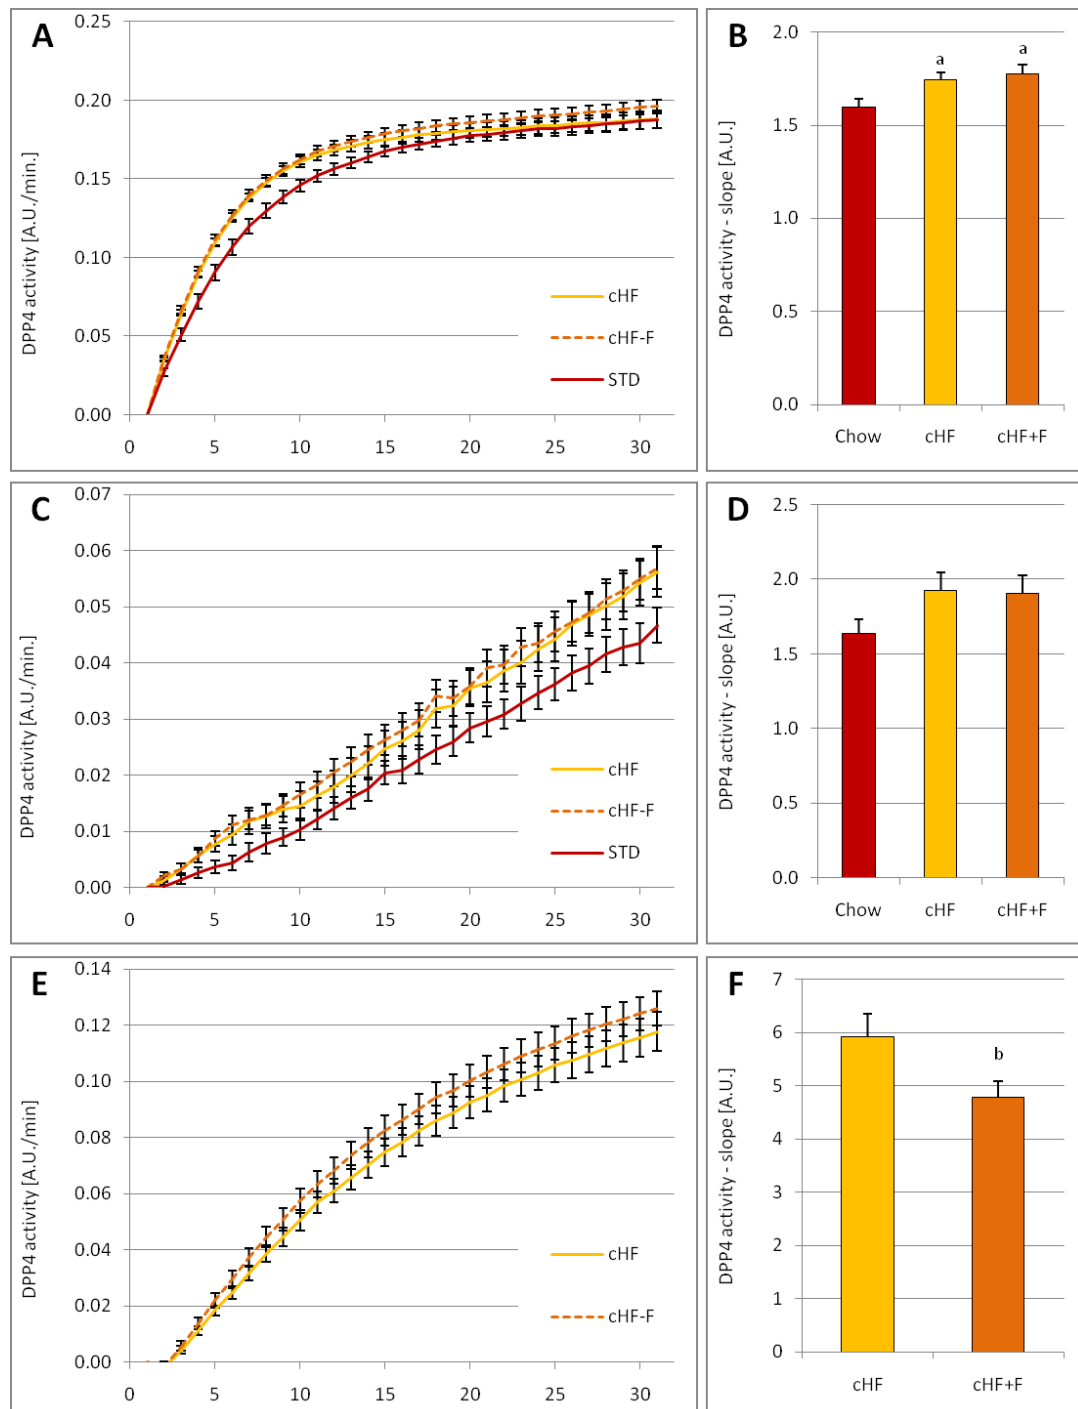 A
DPP4 activity [A.U./min.]
0.25
0.20
0.15
0.10
0.05
0.00
0 5 10 15 20 25 30
cHF
cHF-F
STD
B
DPP4 activity - slope [A.U.]
2.0
1.5
1.0
0.5
0.0
a a
Chow cHF cHF+F
C
DPP4 activity [A.U./min.]
0.07
0.06
0.05
0.04
0.03
0.02
0.01
0.00
0 5 10 15 20 25 30
cHF
cHF-F
STD
D
DPP4 activity - slope [A.U.]
2.5
2.0
1.5
1.0
0.5
0.0
Chow cHF cHF+F
E
DPP4 activity [A.U./min]
0.14
0.12
0.10
0.08
0.06
0.04
0.02
0.00
0 5 10 15 20 25 30
cHF
cHF-F
F
DPP4 activity - slope [A.U.]
7
6
5
4
3
2
1
0
b
cHF cHF+F